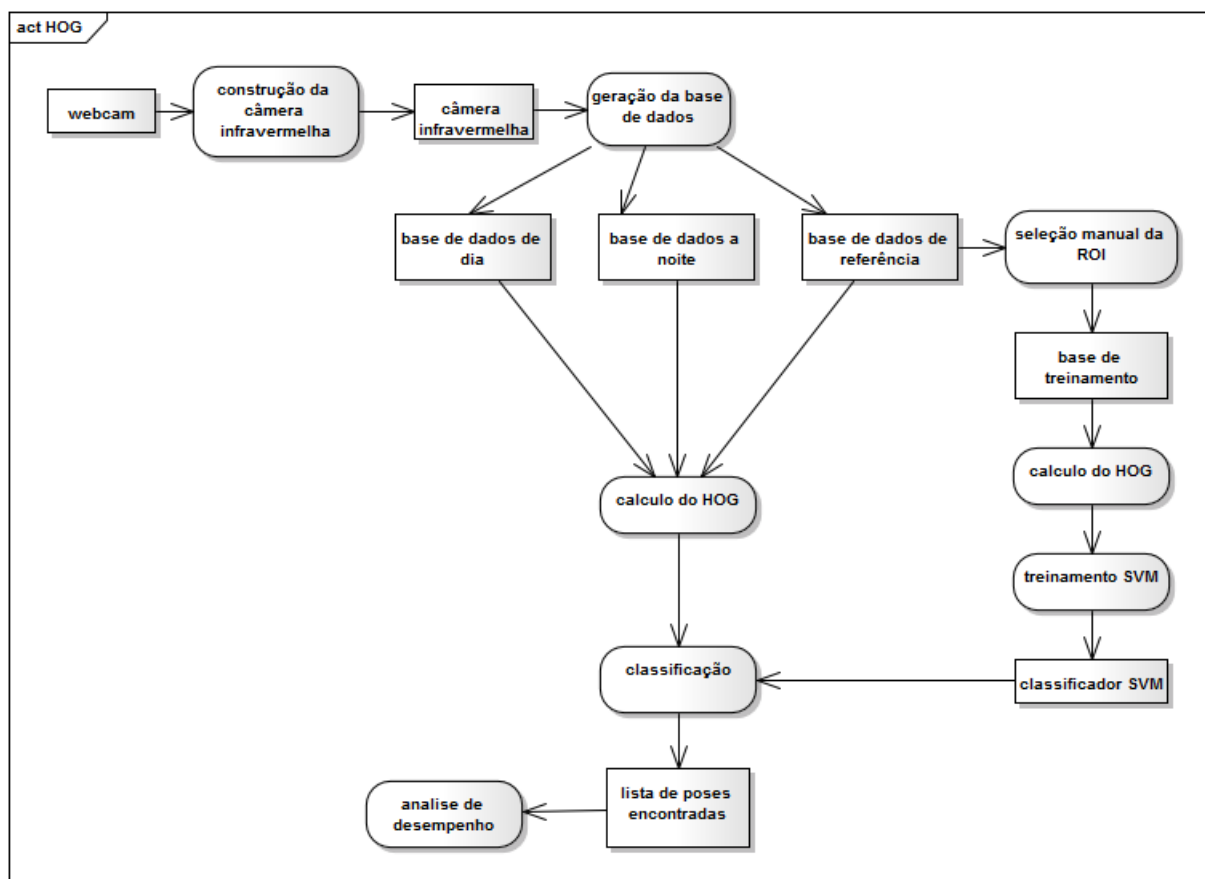 act HOG
webcam
construção da
câmera
infravermelha
câmera
infravermelha
geração da base
de dados
base de dados de
dia
base de dados a
noite
base de dados de
referência
seleção manual da
ROI
base de
treinamento
calculo do HOG
calculo do HOG
treinamento SVM
classificação
classificador SVM
lista de poses
encontradas
analise de
desempenho